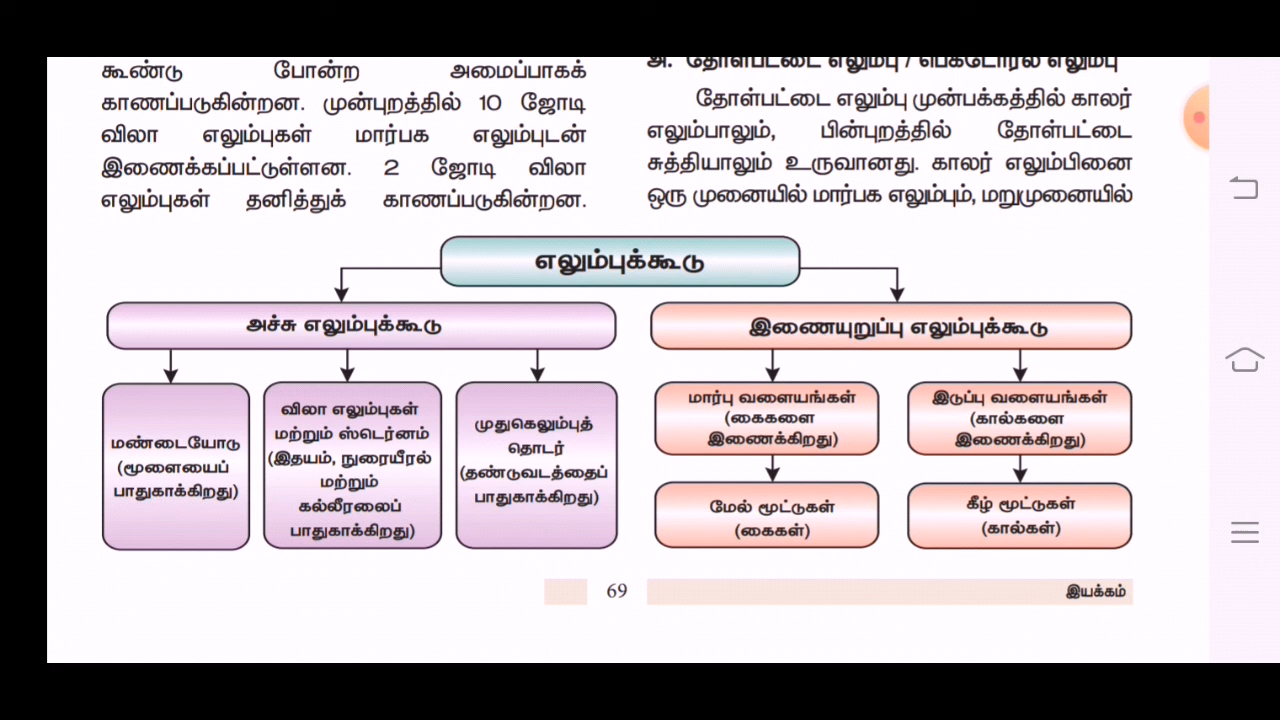 கூண்டு போன்ற அமைப்பாகக்
காணப்படுகின்றன. முன்புறத்தில் 10 ஜோடி
விலா எலும்புகள் மார்பக எலும்புடன்
இணைக்கப்பட்டுள்ளன. 2 ஜோடி விலா
எலும்புகள் தனித்துக் காணப்படுகின்றன.
அ. தோள்பட்டை எலும்பு / பெக்டோரல் எலும்பு
தோள்பட்டை எலும்பு முன்பக்கத்தில் காலர்
எலும்பாலும், பின்புறத்தில் தோள்பட்டை
சுத்தியாலும் உருவானது. காலர் எலும்பினை
ஒரு முனையில் மார்பக எலும்பும், மறுமுனையில்
எலும்புக்கூடு
அச்சு எலும்புக்கூடு
மண்டையோடு
(மூளையைப்
பாதுகாக்கிறது)
விலா எலும்புகள்
மற்றும் ஸ்டெர்னம்
(இதயம், நுரையீரல்
மற்றும்
கல்லீரலைப்
பாதுகாக்கிறது)
முதுகெலும்புத்
தொடர்
(தண்டுவடத்தைப்
பாதுகாக்கிறது)
இணையுறுப்பு எலும்புக்கூடு
மார்பு வளையங்கள்
(கைகளை
இணைக்கிறது)
மேல் மூட்டுகள்
(கைகள்)
இடுப்பு வளையங்கள்
(கால்களை
இணைக்கிறது)
கீழ் மூட்டுகள்
(கால்கள்)
69
இயக்கம்